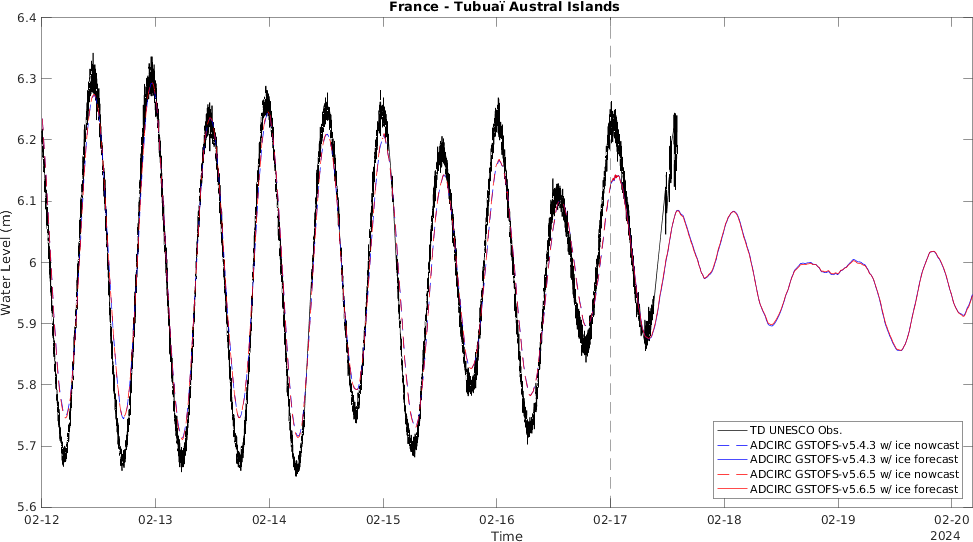 France - Tubuaï Austral Islands
6.4
6.3
6.2
6.1
6
5.9
5.8
5.7
5.6
Water Level (m)
TD UNESCO Obs.
ADCIRC GSTOFS-v5.4.3 w/ ice nowcast
ADCIRC GSTOFS-v5.4.3 w/ ice forecast
ADCIRC GSTOFS-v5.6.5 w/ ice nowcast
ADCIRC GSTOFS-v5.6.5 w/ ice forecast
02-12 02-13 02-14 02-15 02-16 02-17 02-18 02-19 02-20
Time 2024